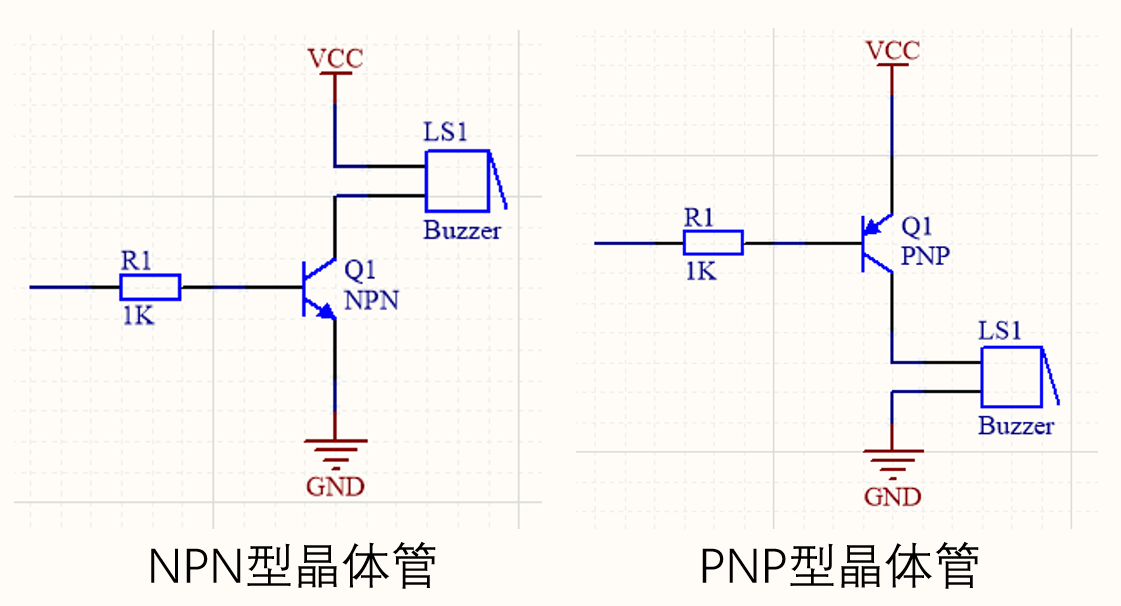 VCC
LS1
Buzzer
R1
1K
Q1
NPN
GND
NPN型晶体管
VCC
R1
1K
Q1
PNP
LS1
Buzzer
GND
PNP型晶体管